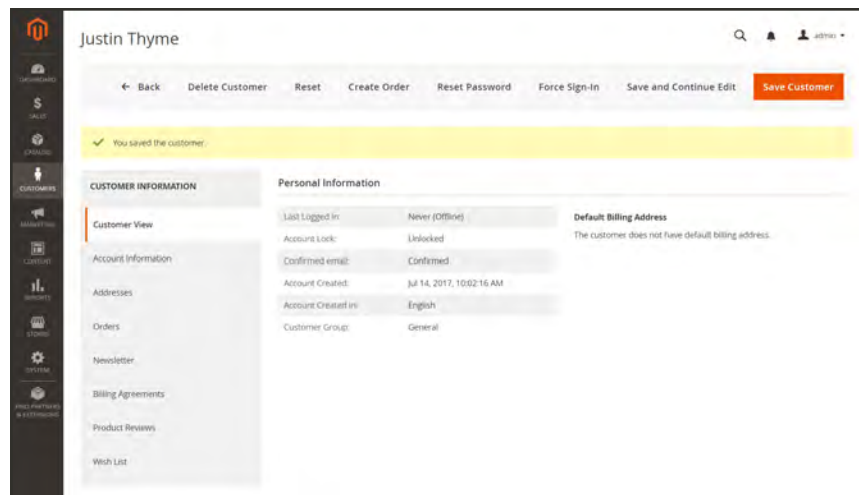 Justin Thyme
admin
← Back Delete Customer Reset Create Order Reset Password Force Sign-In Save and Continue Edit Save Customer
DASHBOARD
SALES
CATALOG
CUSTOMERS
MARKETING
CONTENT
REPORTS
STORES
SYSTEM
FIND PARTNERS
& EXTENSIONS
You saved the customer.
CUSTOMER INFORMATION
Customer View
Account Information
Addresses
Orders
Newsletter
Billing Agreements
Product Reviews
Wish List
Personal Information
Last Logged In: Never (Offline)
Account Lock: Unlocked
Confirmed email: Confirmed
Account Created: Jul 14, 2017, 10:02:16 AM
Account Created in: English
Customer Group: General
Default Billing Address
The customer does not have default billing address.